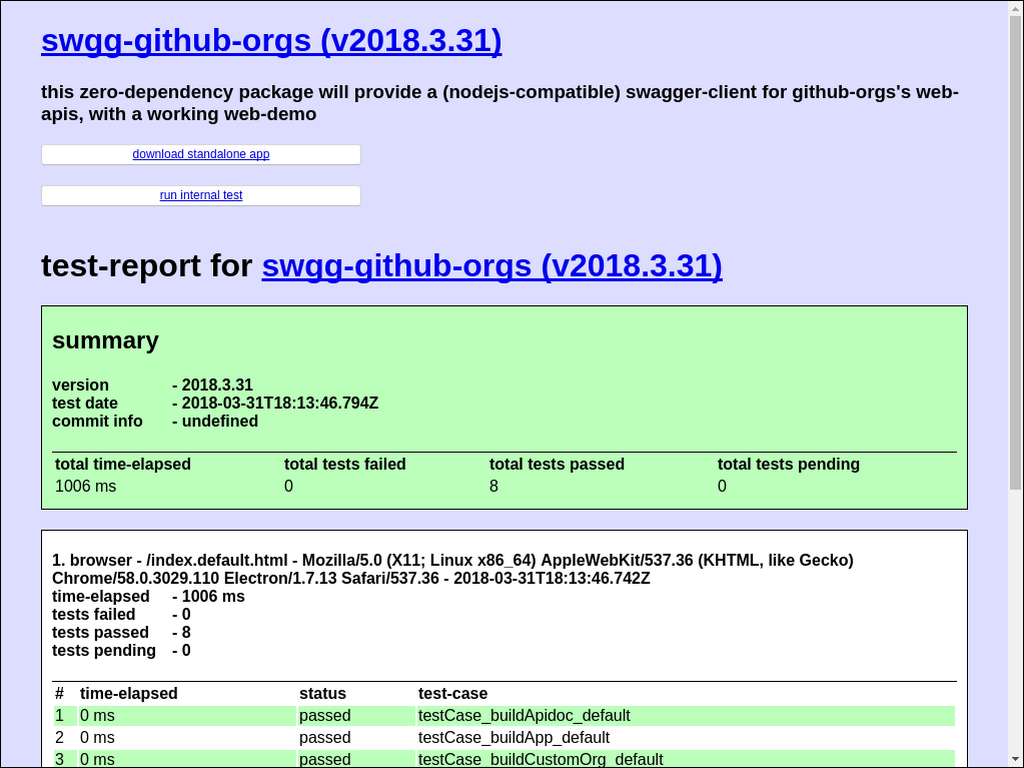 swgg-github-orgs (v2018.3.31)
this zero-dependency package will provide a (nodejs-compatible) swagger-client for github-orgs's web-
apis, with a working web-demo
download standalone app
run internal test
test-report for swgg-github-orgs (v2018.3.31)
summary
version - 2018.3.31
test date - 2018-03-31T18:13:46.794Z
commit info - undefined
total time-elapsed total tests failed total tests passed total tests pending
1006 ms 0 8 0
1. browser - /index.default.html - Mozilla/5.0 (X11; Linux x86_64) AppleWebKit/537.36 (KHTML, like Gecko)
Chrome/58.0.3029.110 Electron/1.7.13 Safari/537.36 - 2018-03-31T18:13:46.742Z
time-elapsed - 1006 ms
tests failed - 0
tests passed - 8
tests pending - 0
# time-elapsed status test-case
1 0 ms passed testCase_buildApidoc_default
2 0 ms passed testCase_buildApp_default
3 0 ms passed testCase_buildCustomOrg_default